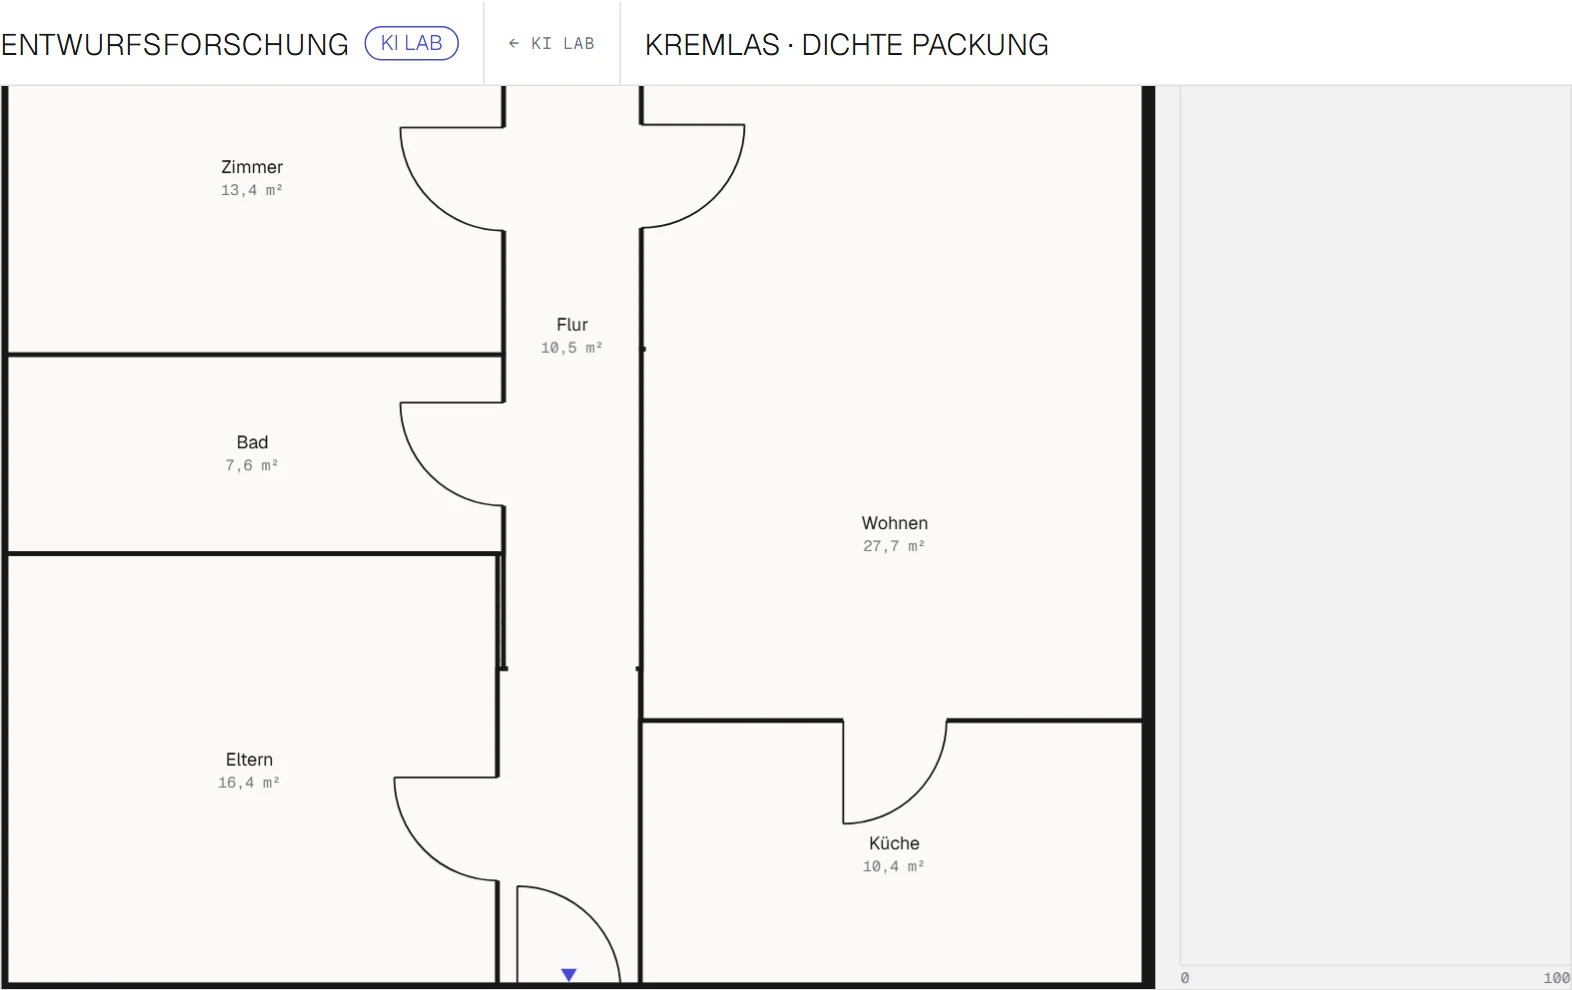 ENTWURFSFORSCHUNG KI LAB ← KI LAB KREMLAS · DICHTE PACKUNG
Zimmer
13,4 m²
Flur
10,5 m²
Bad
7,6 m²
Wohnen
27,7 m²
Eltern
16,4 m²
Küche
10,4 m²
0 100